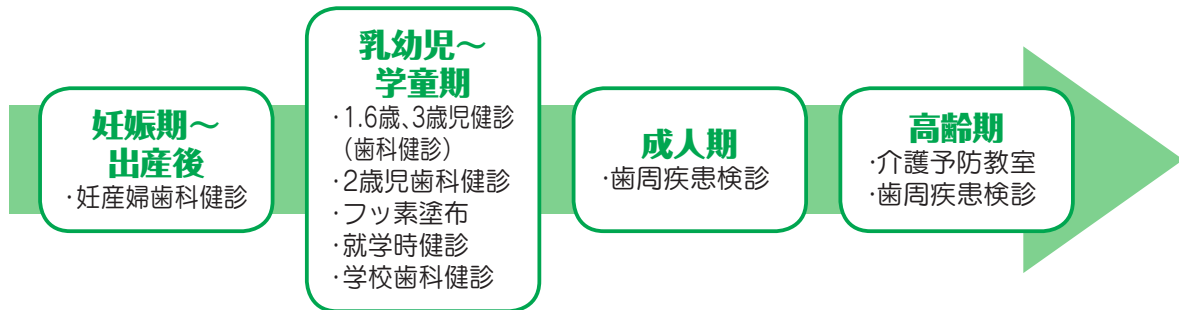 妊娠期～
出産後
・妊産婦歯科健診
乳幼児～
学童期
・1.6歳、3歳児健診
（歯科健診）
・2歳児歯科健診
・フッ素塗布
・就学時健診
・学校歯科健診
成人期
・歯周疾患検診
高齢期
・介護予防教室
・歯周疾患検診